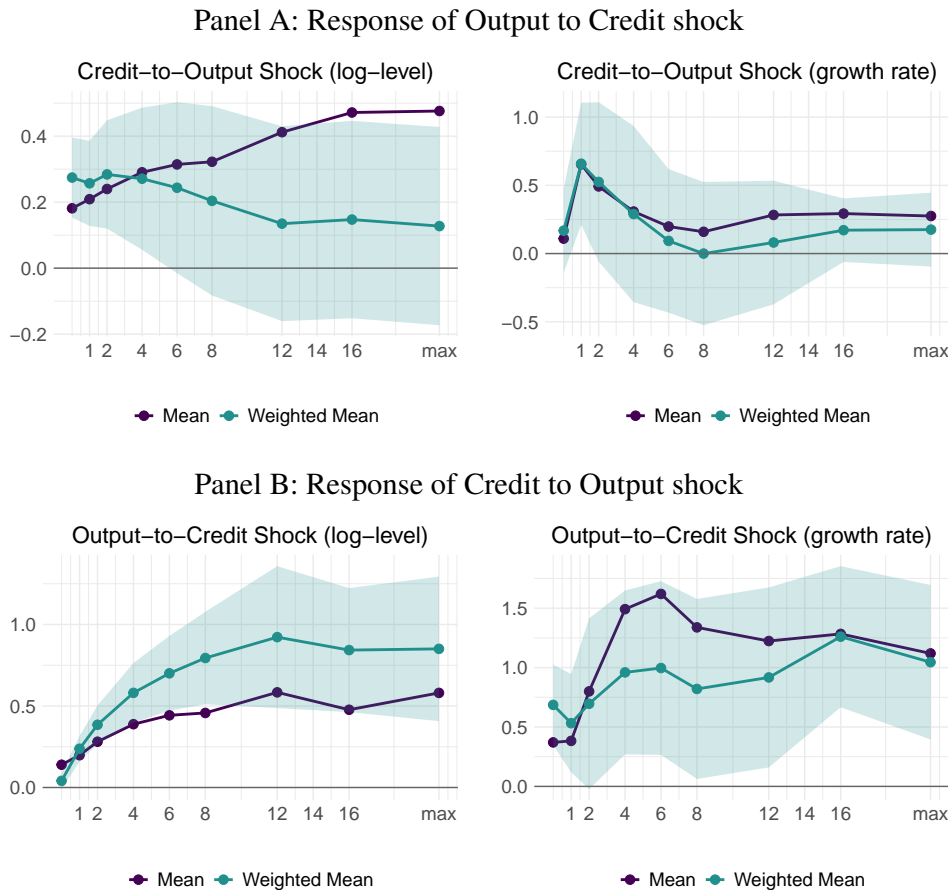 Panel A: Response of Output to Credit shock
Credit−to−Output Shock (log−level)
0.4
0.2
0.0
−0.2
1 2 4 6 8 12 14 16 max
Mean Weighted Mean
Credit−to−Output Shock (growth rate)
1.0
0.5
0.0
−0.5
1 2 4 6 8 12 14 16 max
Mean Weighted Mean
Panel B: Response of Credit to Output shock
Output−to−Credit Shock (log−level)
1.0
0.5
0.0
1 2 4 6 8 12 14 16 max
Mean Weighted Mean
Output−to−Credit Shock (growth rate)
1.5
1.0
0.5
0.0
1 2 4 6 8 12 14 16 max
Mean Weighted Mean